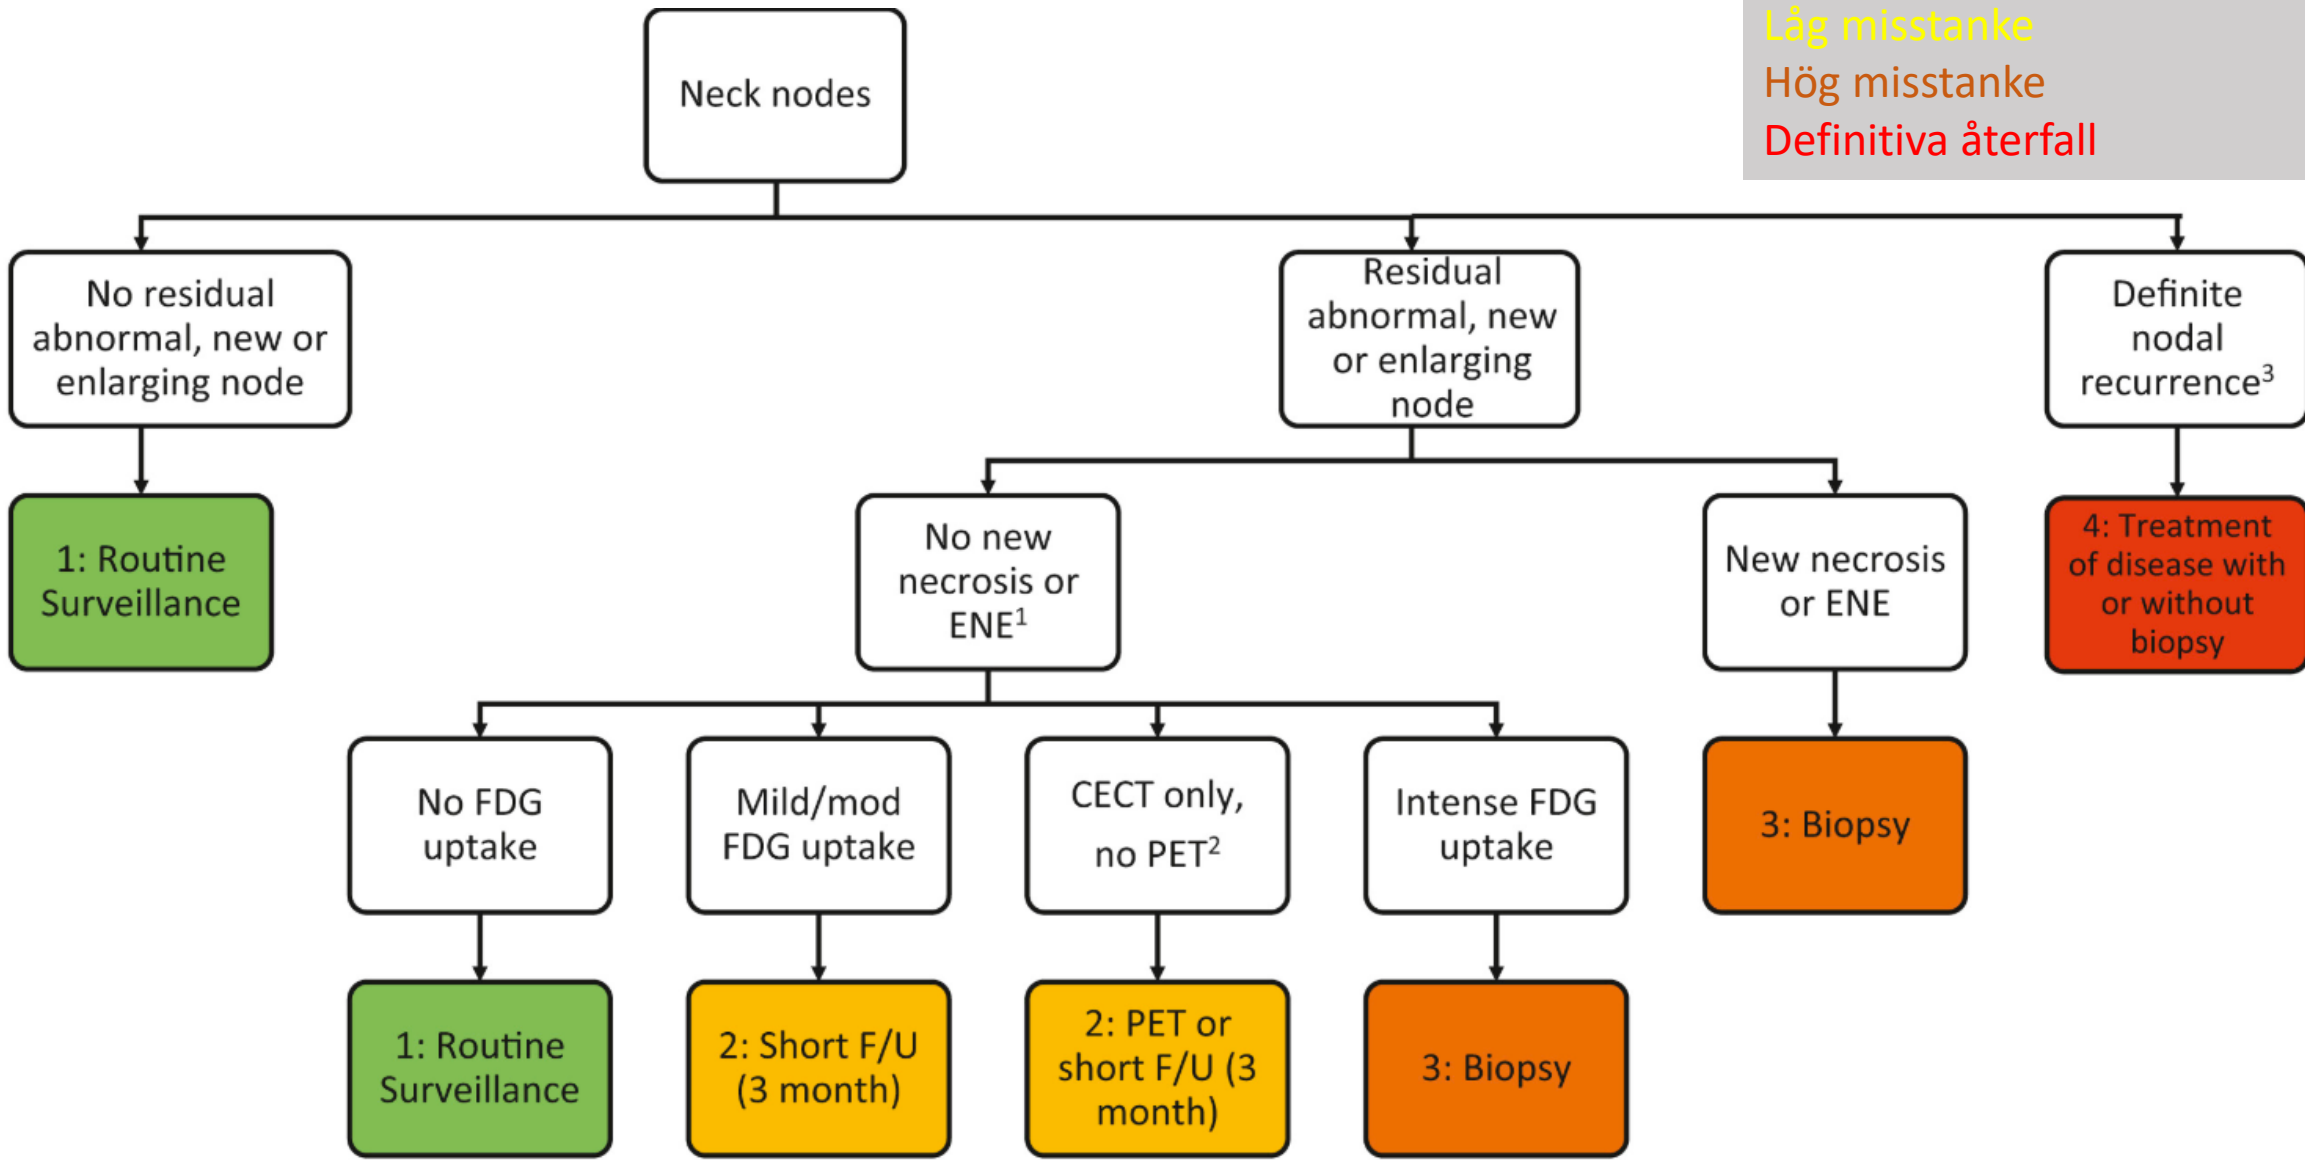 Låg misstanke
Hög misstanke
Definitiva återfall
Neck nodes
No residual
abnormal, new or
enlarging node
Residual
abnormal, new
or enlarging
node
Definite
nodal
recurrence³
1: Routine
Surveillance
No new
necrosis or
ENE¹
New necrosis
or ENE
4: Treatment
of disease with
or without
biopsy
No FDG
uptake
Mild/mod
FDG uptake
CECT only,
no PET²
Intense FDG
uptake
3: Biopsy
1: Routine
Surveillance
2: Short F/U
(3 month)
2: PET or
short F/U (3
month)
3: Biopsy